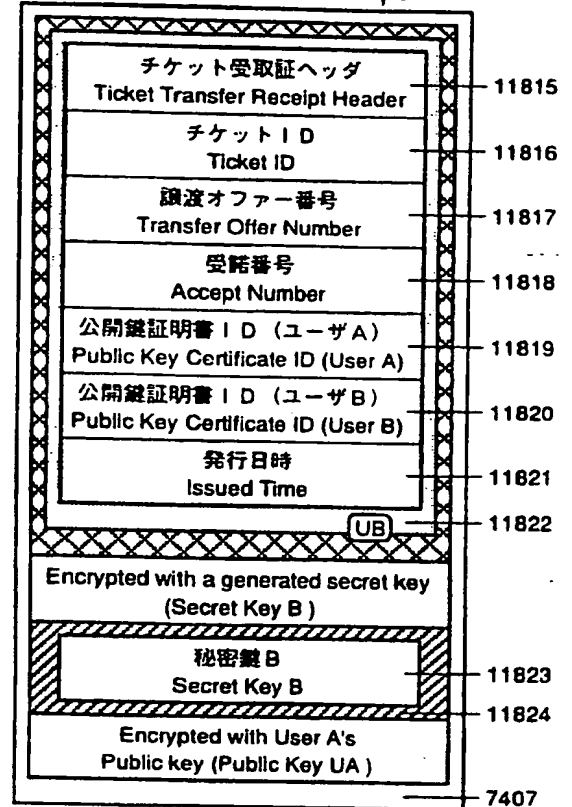 チケット受取証ヘッダ
Ticket Transfer Receipt Header
11815
チケットID
Ticket ID
11816
譲渡オファー番号
Transfer Offer Number
11817
受諾番号
Accept Number
11818
公開鍵証明書ID（ユーザA）
Public Key Certificate ID (User A)
11819
公開鍵証明書ID（ユーザB）
Public Key Certificate ID (User B)
11820
発行日時
Issued Time
11821
UB
11822
Encrypted with a generated secret key
(Secret Key B )
秘密鍵B
Secret Key B
11823
11824
Encrypted with User A's
Public key (Public Key UA )
7407